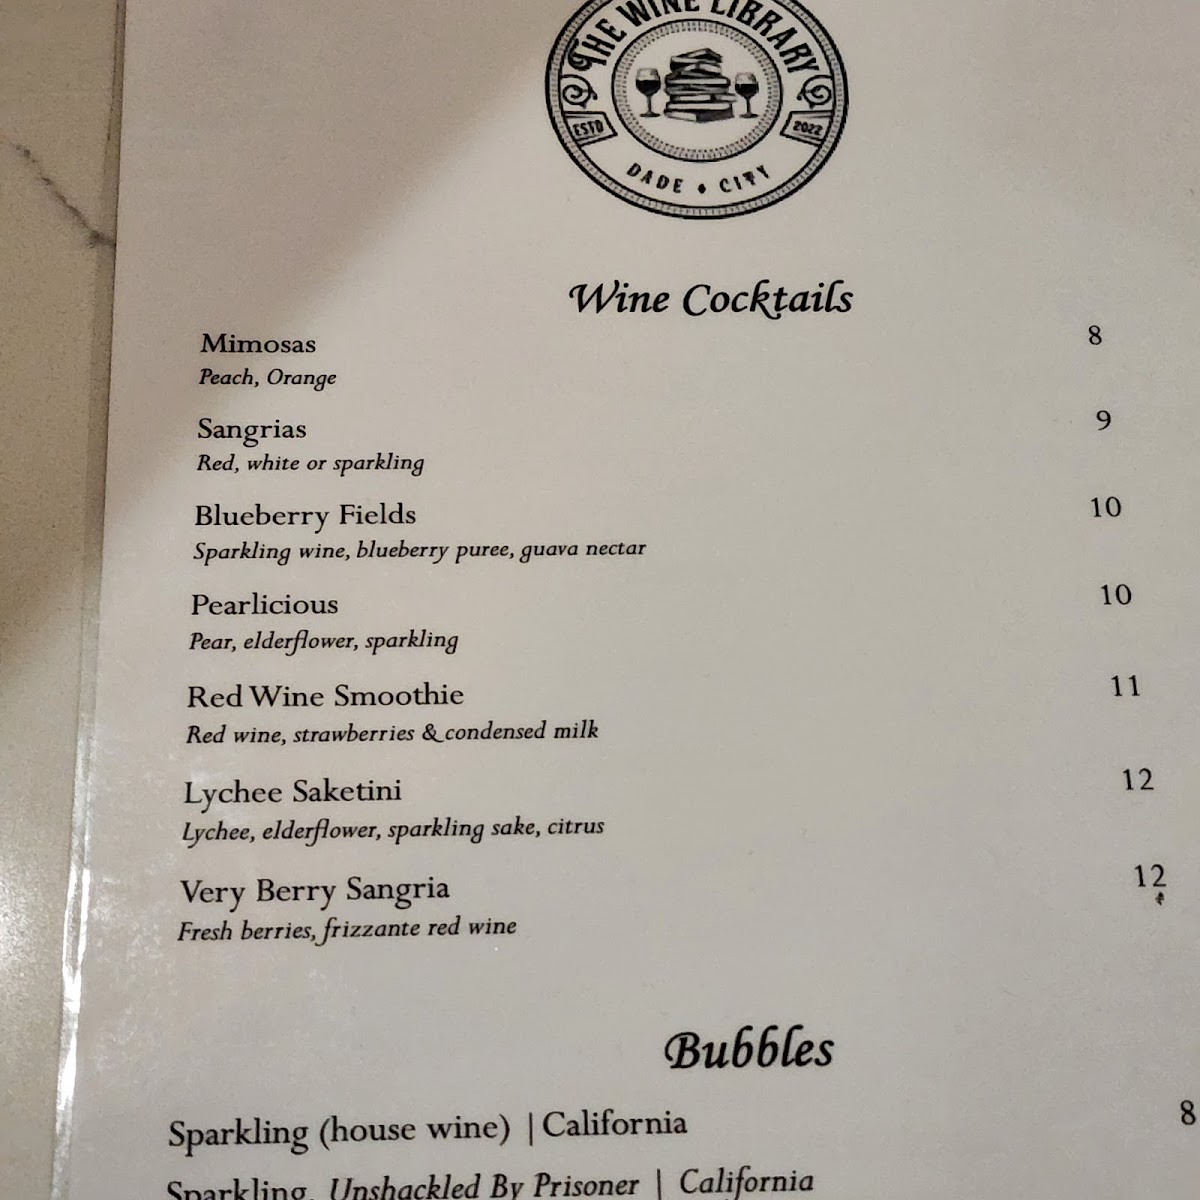 THE WINE LIBRARY
ESTD 2022
DADE • CITY
Wine Cocktails
Mimosas 8
Peach, Orange
Sangrias 9
Red, white or sparkling
Blueberry Fields 10
Sparkling wine, blueberry puree, guava nectar
Pearlicious 10
Pear, elderflower, sparkling
Red Wine Smoothie 11
Red wine, strawberries & condensed milk
Lychee Saketini 12
Lychee, elderflower, sparkling sake, citrus
Very Berry Sangria 12
Fresh berries, frizzante red wine
Bubbles
Sparkling (house wine) | California 8
Sparkling, Unshackled By Prisoner | California